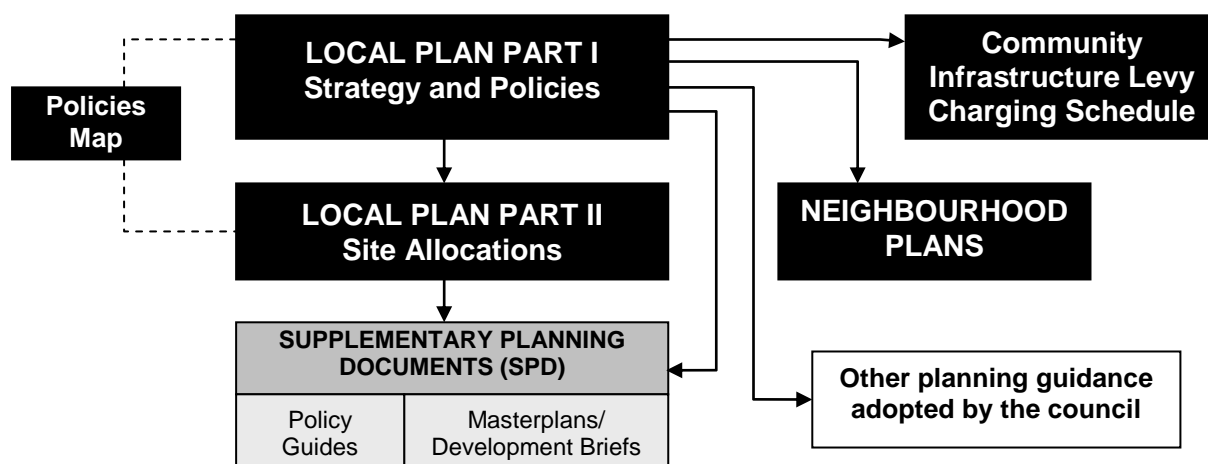 LOCAL PLAN PART I
Strategy and Policies
Community
Infrastructure Levy
Charging Schedule
Policies
Map
LOCAL PLAN PART II
Site Allocations
NEIGHBOURHOOD
PLANS
SUPPLEMENTARY PLANNING
DOCUMENTS (SPD)
Policy
Guides
Masterplans/
Development Briefs
Other planning guidance
adopted by the council